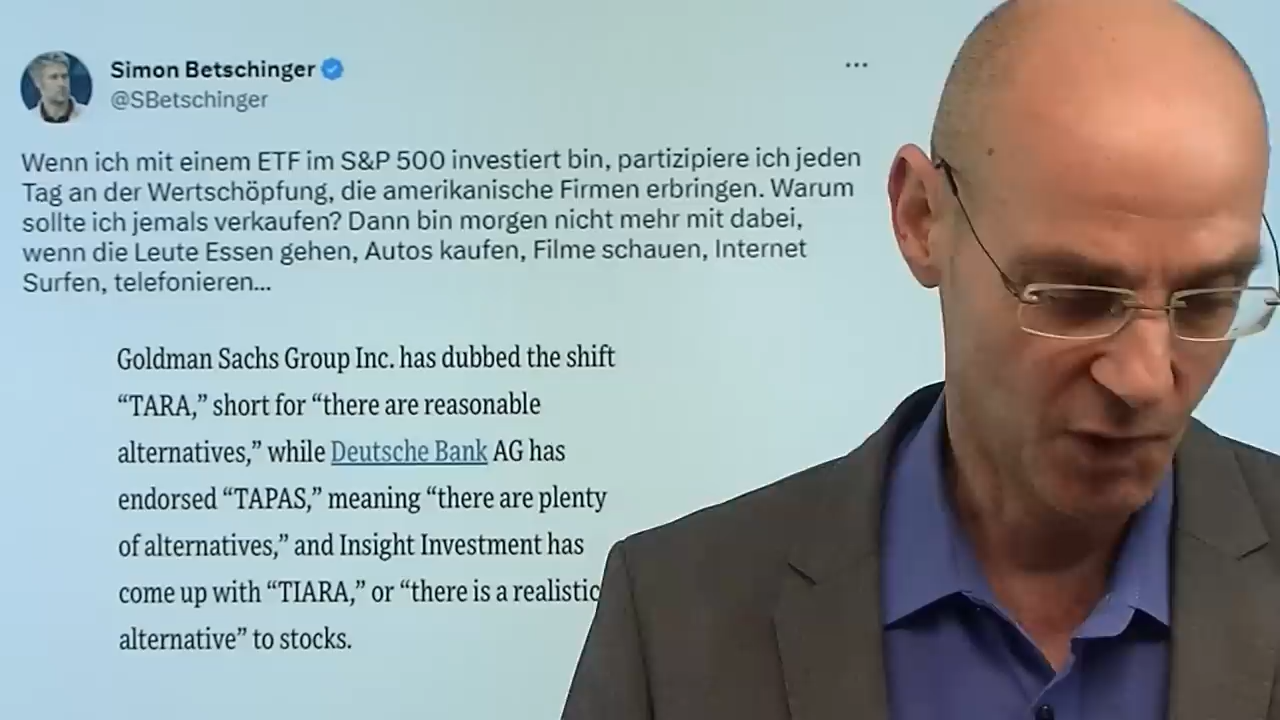 Simon Betschinger
@SBetschinger
Wenn ich mit einem ETF im S&P 500 investiert bin, partizipiere ich jeden
Tag an der Wertschöpfung, die amerikanische Firmen erbringen. Warum
sollte ich jemals verkaufen? Dann bin morgen nicht mehr mit dabei,
wenn die Leute Essen gehen, Autos kaufen, Filme schauen, Internet
Surfen, telefonieren...
Goldman Sachs Group Inc. has dubbed the shift
“TARA,” short for “there are reasonable
alternatives,” while Deutsche Bank AG has
endorsed “TAPAS,” meaning “there are plenty
of alternatives,” and Insight Investment has
come up with “TIARA,” or “there is a realistic
alternative” to stocks.